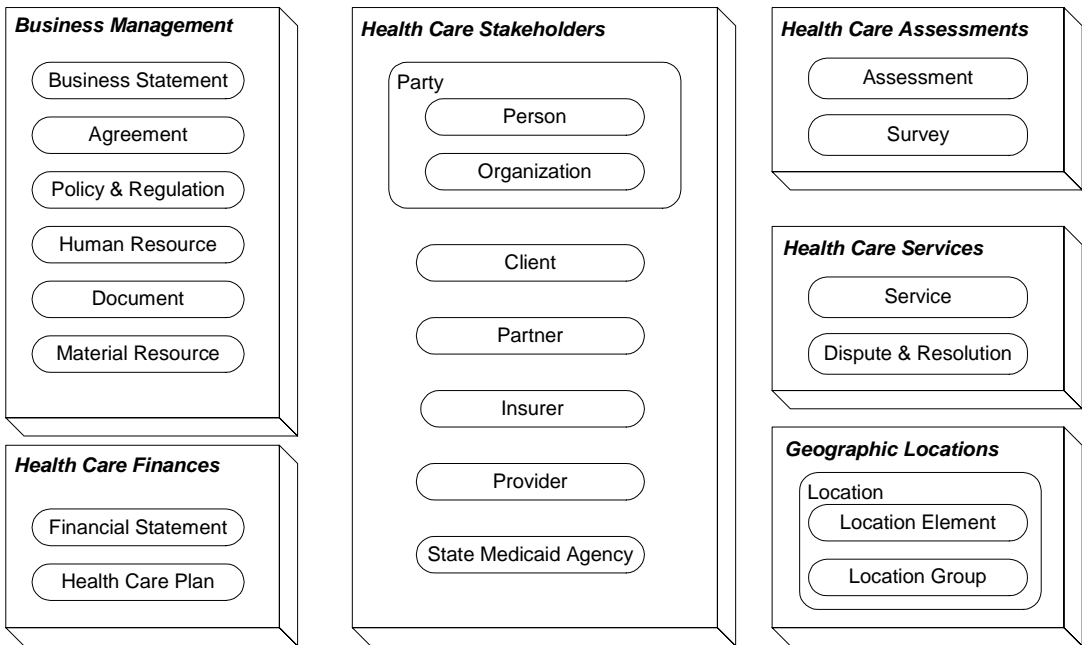 Business Management
Business Statement
Agreement
Policy & Regulation
Human Resource
Document
Material Resource
Health Care Finances
Financial Statement
Health Care Plan
Health Care Stakeholders
Party
Person
Organization
Client
Partner
Insurer
Provider
State Medicaid Agency
Health Care Assessments
Assessment
Survey
Health Care Services
Service
Dispute & Resolution
Geographic Locations
Location
Location Element
Location Group